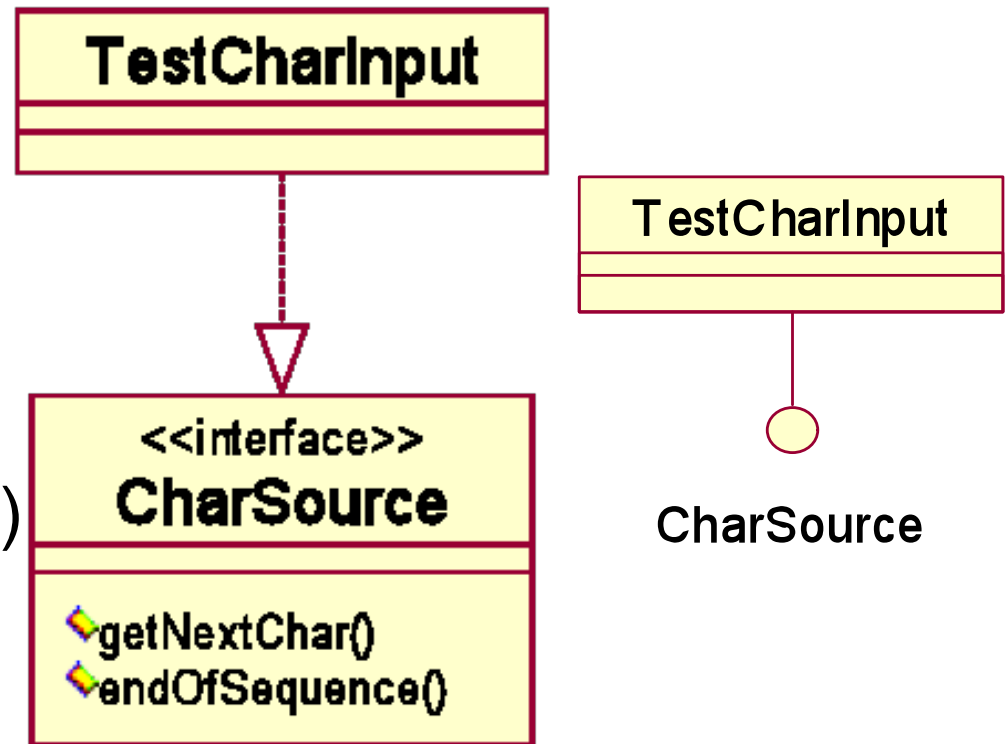 TestCharInput
<<interface>>
CharSource
getNextChar()
endOfSequence()
)
TestCharInput
CharSource